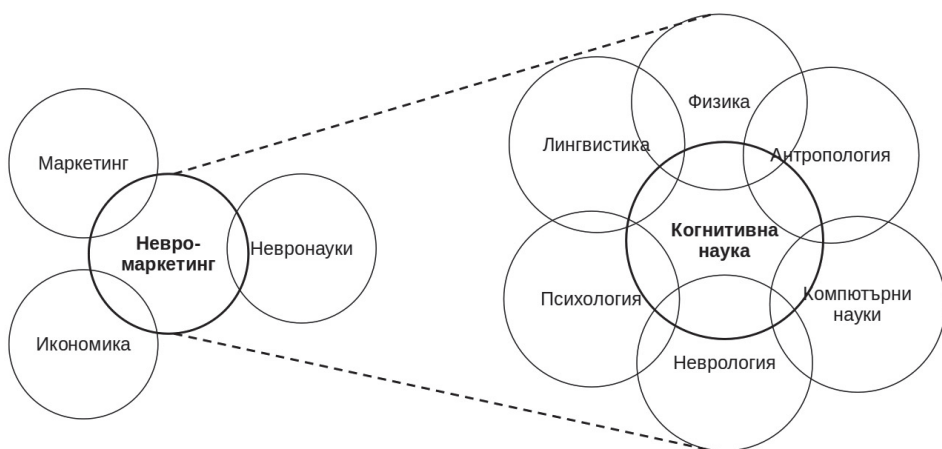 Маркетинг
Невро-
маркетинг
Невронауки
Икономика
Физика
Лингвистика
Антропология
Когнитивна
наука
Психология
Компютърни
науки
Неврология